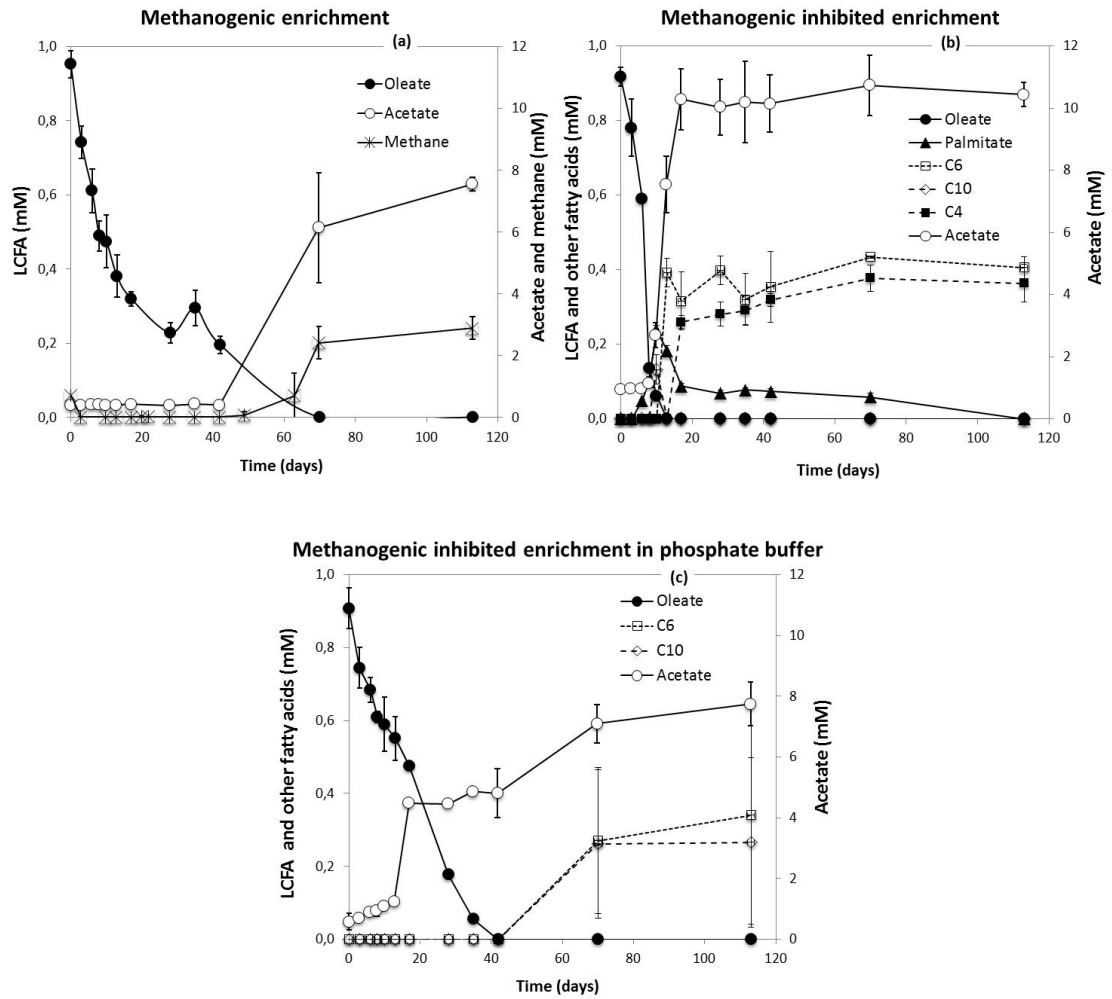 Methanogenic enrichment
(a)
1,0
0,8
0,6
0,4
0,2
0,0
LCFA (mM)
12
10
8
6
4
2
0
Acetate and methane (mM)
Oleate
Acetate
Methane
0 20 40 60 80 100 120
Time (days)
Methanogenic inhibited enrichment
(b)
1,0
0,8
0,6
0,4
0,2
0,0
LCFA and other fatty acids (mM)
12
10
8
6
4
2
0
Acetate (mM)
Oleate
Palmitate
C6
C10
C4
Acetate
0 20 40 60 80 100 120
Time (days)
Methanogenic inhibited enrichment in phosphate buffer
(c)
1,0
0,8
0,6
0,4
0,2
0,0
LCFA and other fatty acids (mM)
12
10
8
6
4
2
0
Acetate (mM)
Oleate
C6
C10
Acetate
0 20 40 60 80 100 120
Time (days)